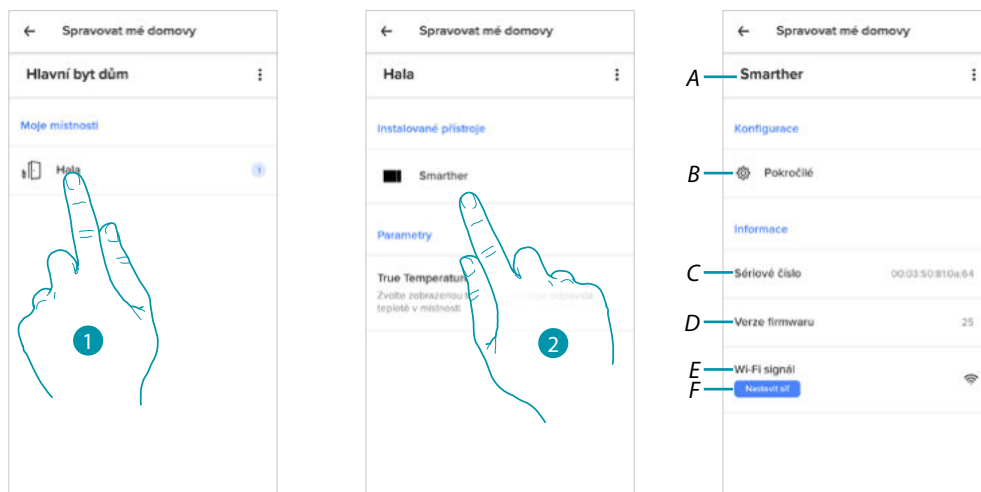 ← Spravovat mé domovy
Hlavní byt dům
Moje místnosti
Hala 1
1
← Spravovat mé domovy
Hala
Instalované přístroje
Smarther
Parametry
True Temperature
Zvolte zobrazenou odpovídá
teplotě v místnosti
2
← Spravovat mé domovy
A Smarther
Konfigurace
B Pokročilé
Informace
C Sériové číslo 00:03:50:81:0a:64
D Verze firmwaru 25
E Wi-Fi signál
F Nastavit síť